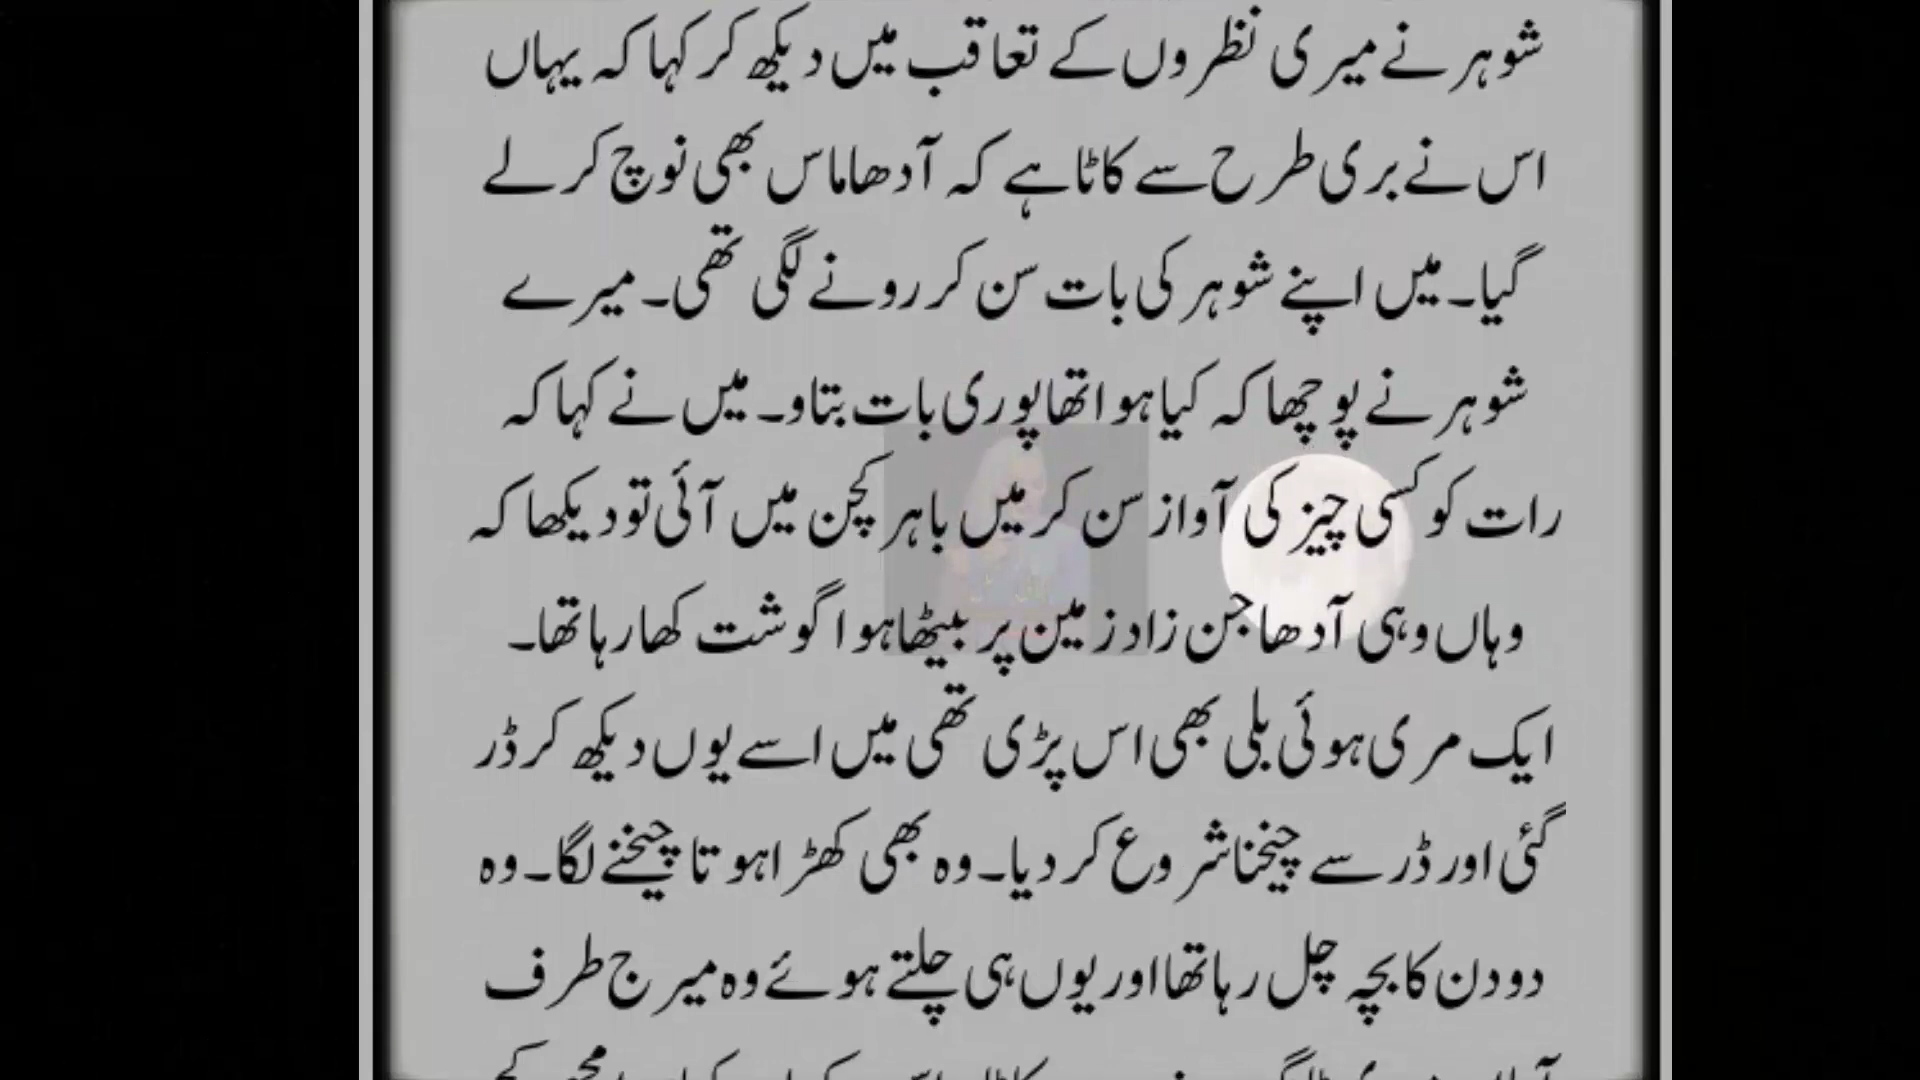 شوہر نے میری نظروں کے تعاقب میں دیکھ کر کہا کہ یہاں
اس نے بری طرح سے کاٹا ہے کہ آدھا ماس بھی نوچ کر لے
گیا۔ میں اپنے شوہر کی بات سن کر رونے لگی تھی۔ میرے
شوہر نے پوچھا کہ کیا ہوا تھا پوری بات بتاو۔ میں نے کہا کہ
رات کو کسی چیز کی آواز سن کر میں باہر کچن میں آئی تو دیکھا کہ
وہاں وہی آدھا جن زاد زمین پر بیٹھا ہوا گوشت کھا رہا تھا۔
ایک مری ہوئی بلی بھی اس پڑی تھی میں اسے یوں دیکھ کر ڈر
گئی اور ڈر سے چیخنا شروع کر دیا۔ وہ بھی کھڑا ہوتا چیخنے لگا۔ وہ
دو دن کا بچہ چل رہا تھا اور یوں ہی چلتے ہوئے وہ میرج طرف